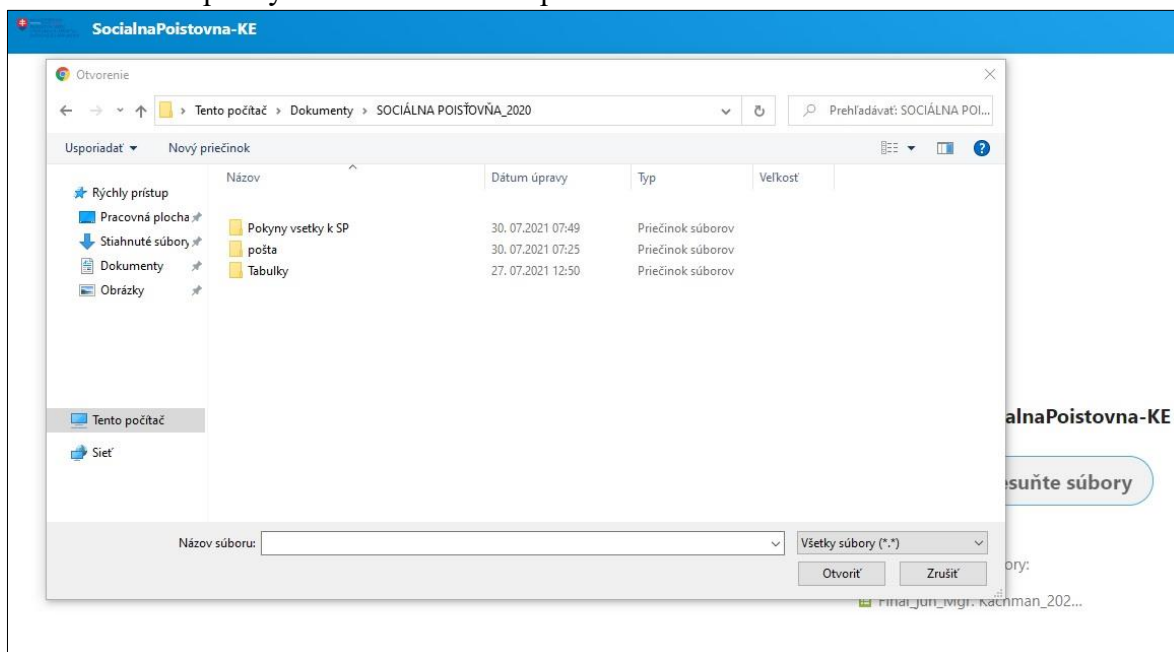 SocialnaPoistovna-KE
Otvorenie
Tento počítač > Dokumenty > SOCIÁLNA POISŤOVŇA_2020
Prehľadávať: SOCIÁLNA POI...
Usporiadať
Nový priečinok
Názov
Dátum úpravy
Typ
Veľkosť
Rýchly prístup
Pracovná plocha
Stiahnuté súbory
Dokumenty
Obrázky
Tento počítač
Sieť
Pokyny vsetky k SP 30. 07.2021 07:49 Priečinok súborov
pošta 30. 07.2021 07:25 Priečinok súborov
Tabulky 27. 07.2021 12:50 Priečinok súborov
alnaPoistovna-KE
suňte súbory
Názov súboru:
Všetky súbory (*.*)
Otvoriť
Zrušiť
ory:
Final_Jun_Mgr. Kachman_202...